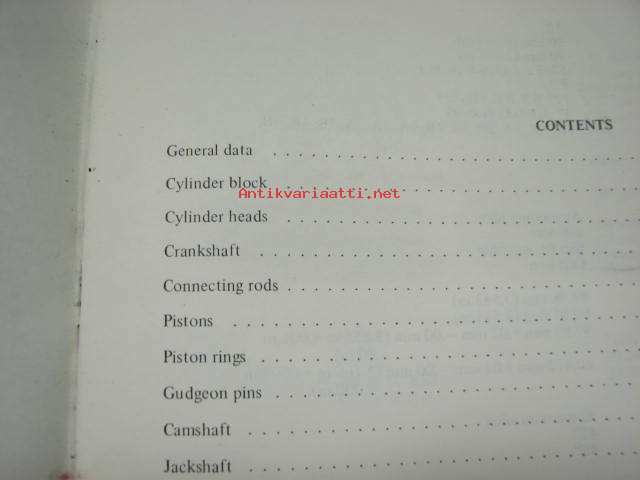 CONTENTS
General data . . . . . . . . . . . . . . . . . . . . . . .
Cylinder block . . . . . . . . . . . . . . . . . . . . . .
Antikvariaatti.net
Cylinder heads . . . . . . . . . . . . . . . . . . . . . .
Crankshaft . . . . . . . . . . . . . . . . . . . . . . . .
Connecting rods . . . . . . . . . . . . . . . . . . . . . .
Pistons . . . . . . . . . . . . . . . . . . . . . . . . . .
Piston rings . . . . . . . . . . . . . . . . . . . . . . .
Gudgeon pins . . . . . . . . . . . . . . . . . . . . . . .
Camshaft . . . . . . . . . . . . . . . . . . . . . . . . .
Jackshaft . . . . . . . . . . . . . . . . . . . . . . . . .